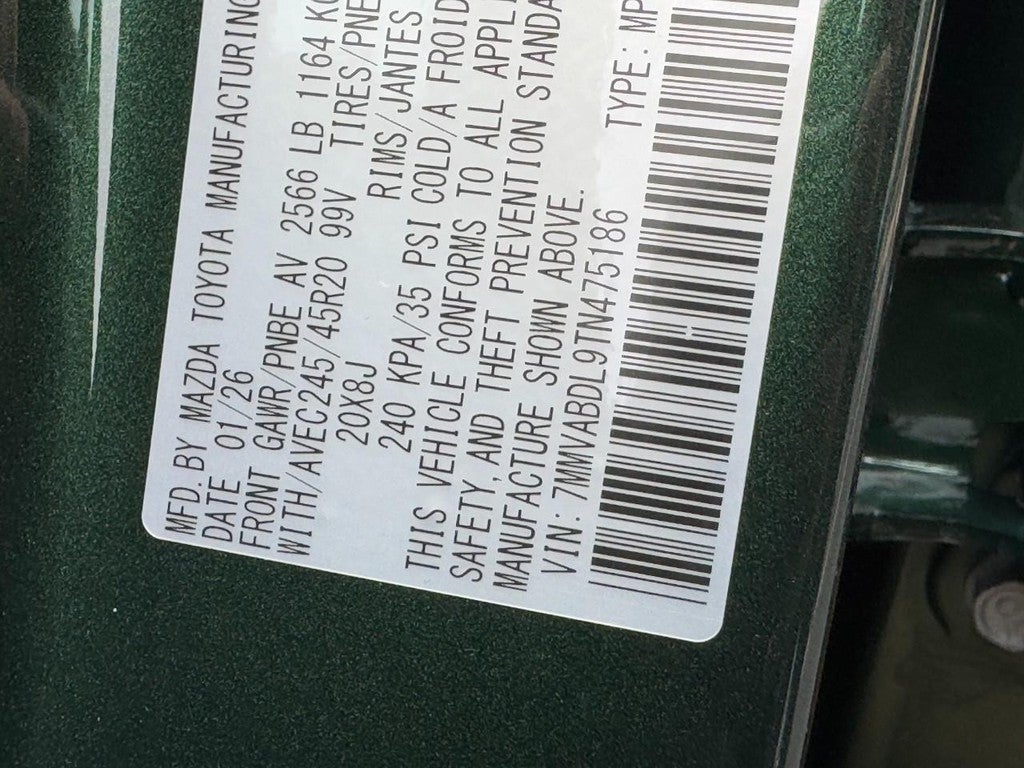 MFD. BY MAZDA TOYOTA MANUFACTURING
DATE 01/26
FRONT GAWR/PNBE AV 2566 LB 1164 KG
WITH/AVEC245/45R20 99V TIRES/PNE
20X8J RIMS/JANTES
240 KPA/35 PSI COLD/A FROID
THIS VEHICLE CONFORMS TO ALL APPLI
SAFETY, AND THEFT PREVENTION STANDA
MANUFACTURE SHOWN ABOVE.
VIN: 7MMVABDL9TN475186 TYPE: MP